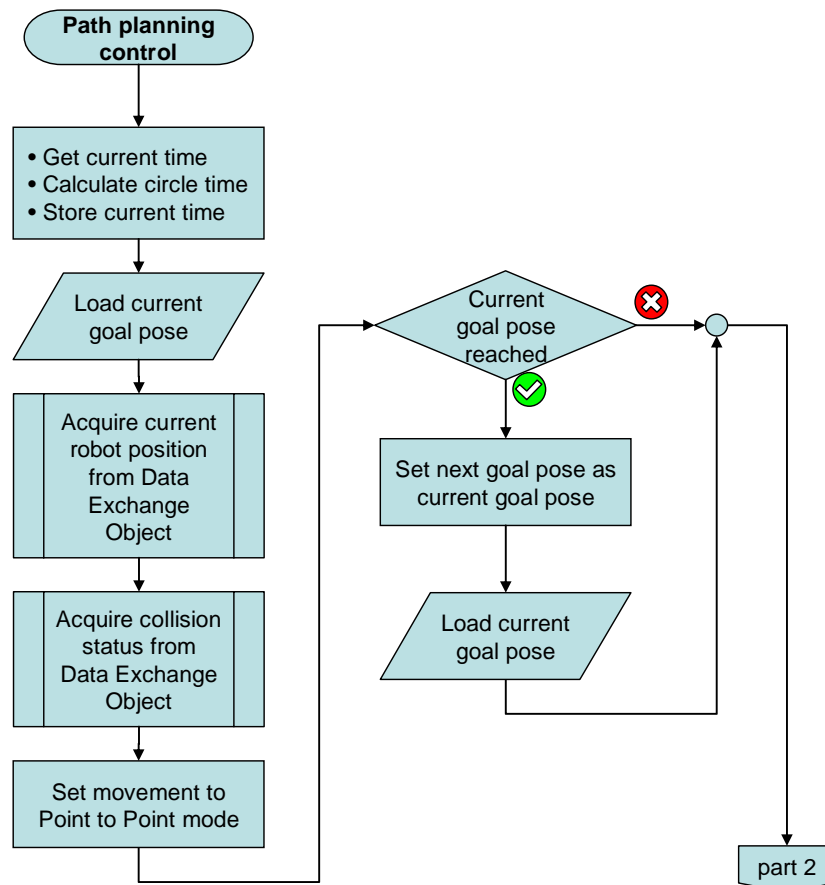 Path planning
control
• Get current time
• Calculate circle time
• Store current time
Load current
goal pose
Acquire current
robot position
from Data
Exchange
Object
Acquire collision
status from
Data Exchange
Object
Set movement to
Point to Point mode
Current
goal pose
reached
Set next goal pose as
current goal pose
Load current
goal pose
part 2